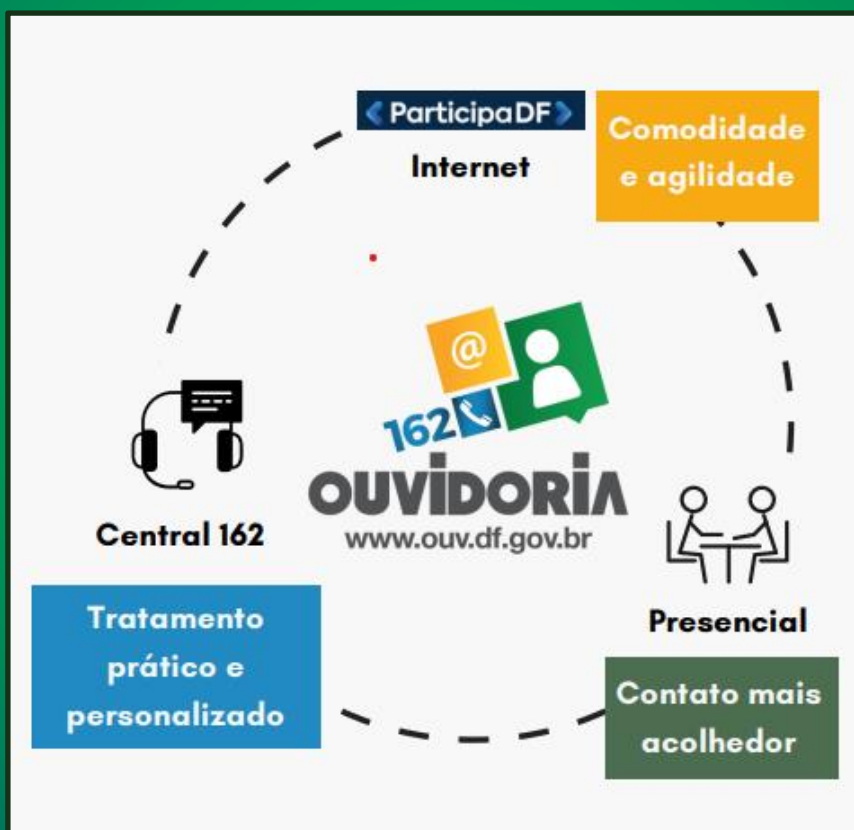 ParticipaDF
Internet
Comodidade
e agilidade
@
162
OUVIDORIA
www.ouv.df.gov.br
Central 162
Tratamento
prático e
personalizado
Presencial
Contato mais
acolhedor